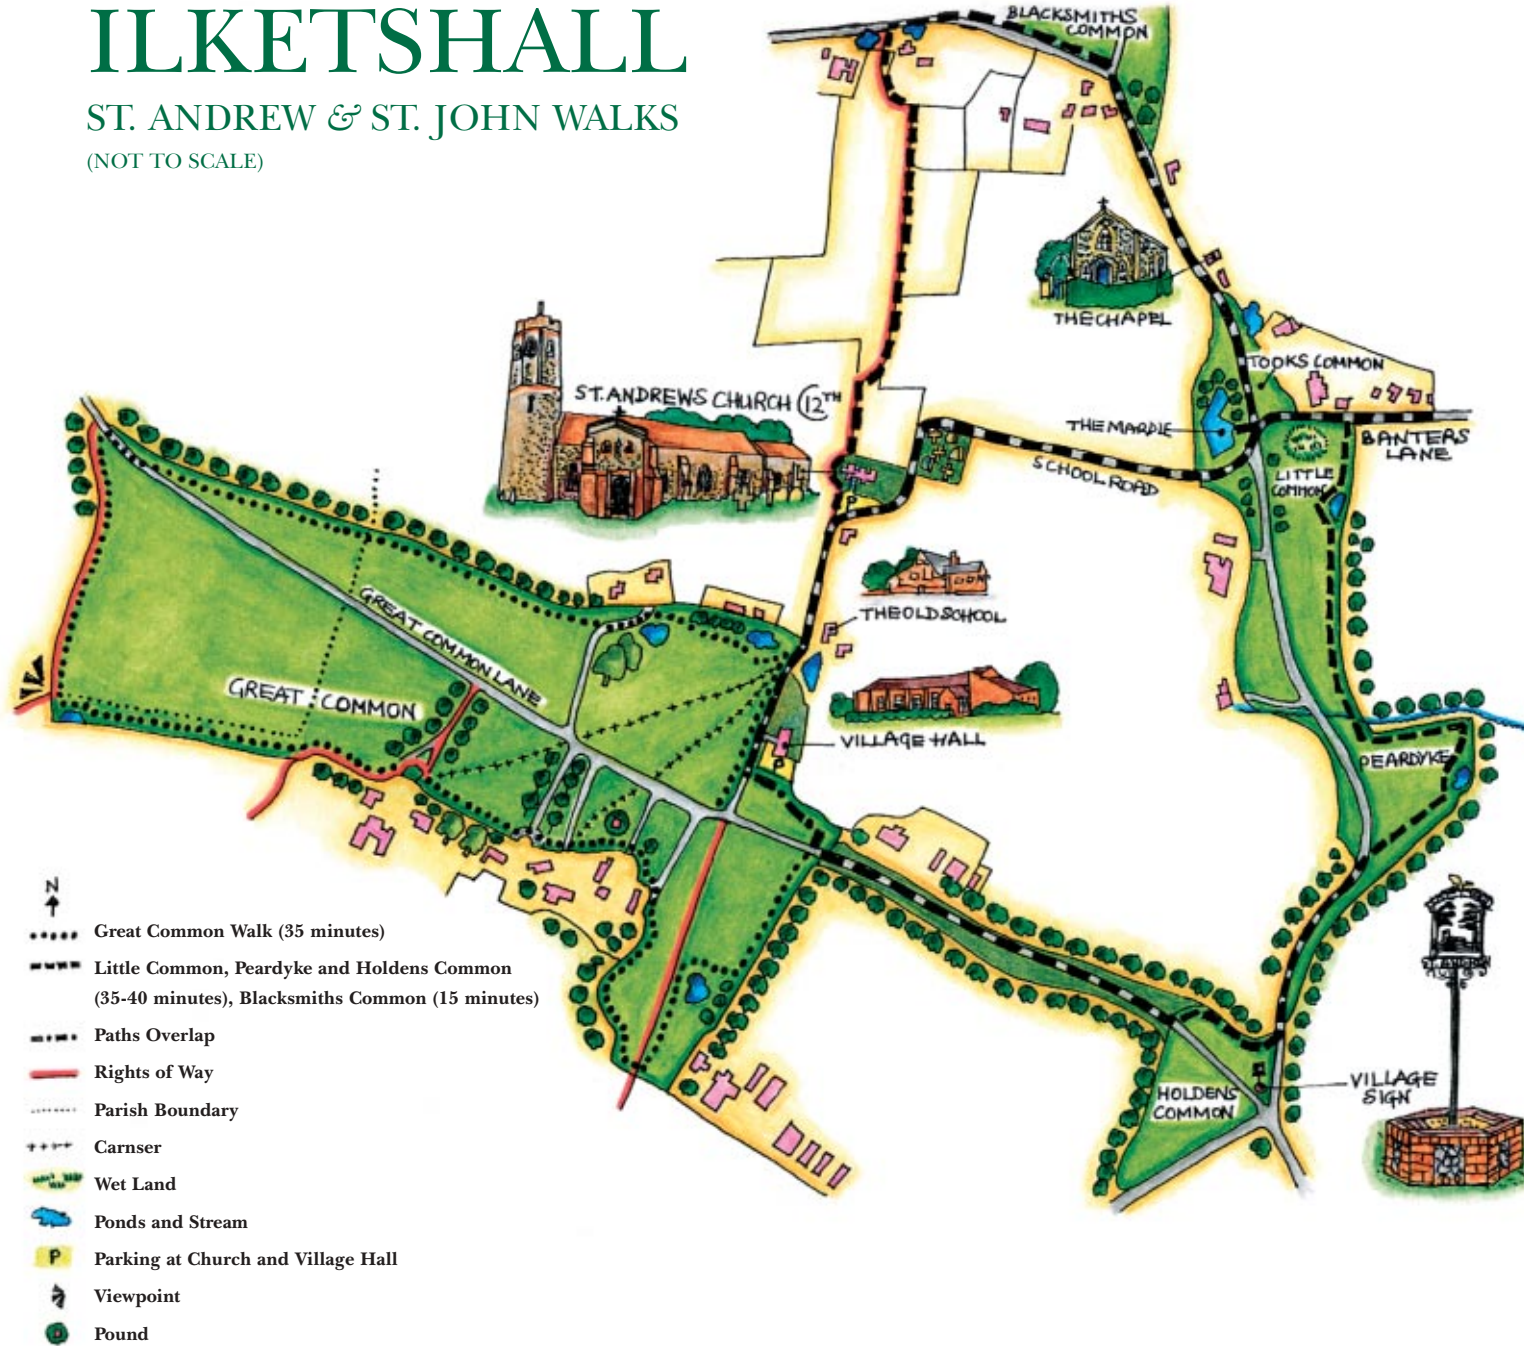 ILKETSHALL
ST. ANDREW & ST. JOHN WALKS
(NOT TO SCALE)
BLACKSMITHS
COMMON
THE CHAPEL
TOOKS COMMON
ST. ANDREWS CHURCH 12TH
THE MARDLE
BANTERS
LANE
SCHOOL ROAD
LITTLE
COMMON
P
THE OLD SCHOOL
GREAT COMMON LANE
GREAT COMMON
VILLAGE HALL
P
PEARDYKE
HOLDENS
COMMON
VILLAGE
SIGN
N
Great Common Walk (35 minutes)
Little Common, Peardyke and Holdens Common
(35-40 minutes), Blacksmiths Common (15 minutes)
Paths Overlap
Rights of Way
Parish Boundary
Carnser
Wet Land
Ponds and Stream
P
Parking at Church and Village Hall
Viewpoint
Pound